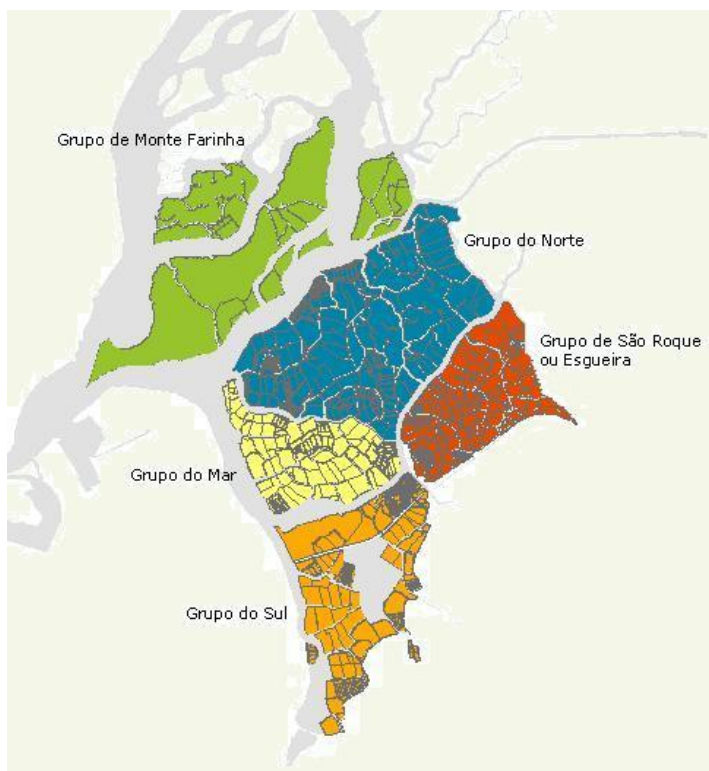 Grupo de Monte Farinha
Grupo do Norte
Grupo de São Roque
ou Esgueira
Grupo do Mar
Grupo do Sul